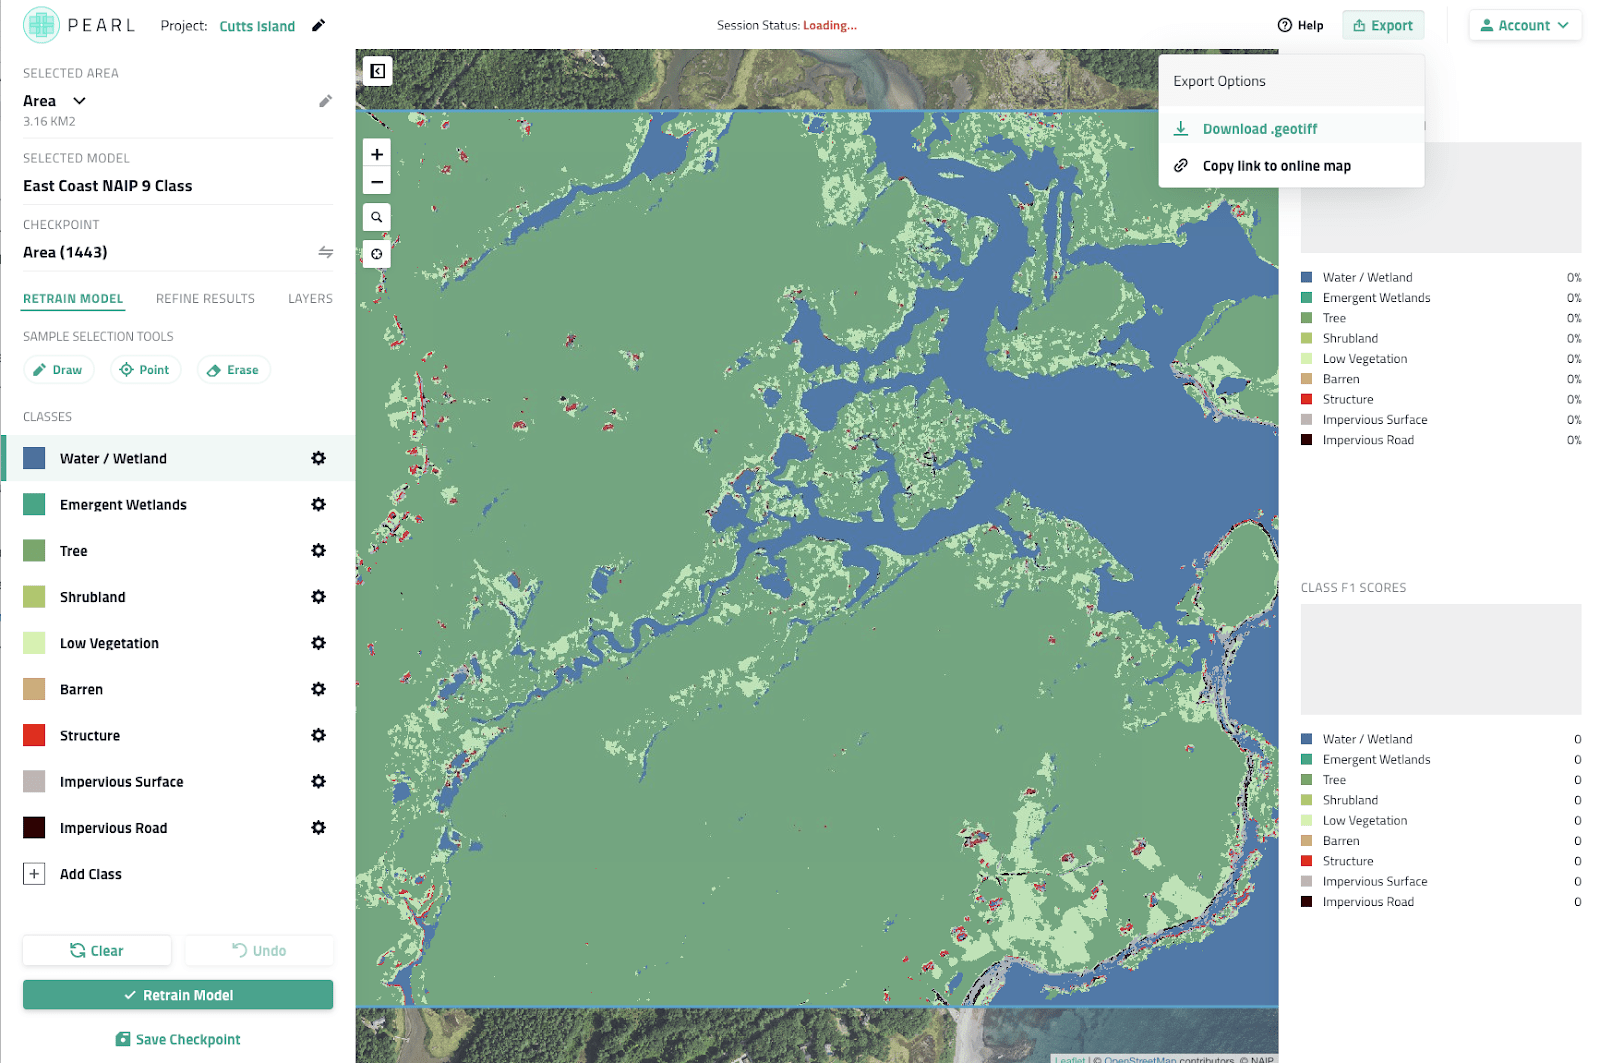 PEARL
Project: Cutts Island
Session Status: Loading...
Help
Export
Account
SELECTED AREA
Area
3.16 KM2
SELECTED MODEL
East Coast NAIP 9 Class
CHECKPOINT
Area (1443)
RETRAIN MODEL REFINE RESULTS LAYERS
SAMPLE SELECTION TOOLS
Draw Point Erase
CLASSES
Water / Wetland
Emergent Wetlands
Tree
Shrubland
Low Vegetation
Barren
Structure
Impervious Surface
Impervious Road
Add Class
Clear Undo
Retrain Model
Save Checkpoint
Export Options
Download .geotiff
Copy link to online map
Water / Wetland 0%
Emergent Wetlands 0%
Tree 0%
Shrubland 0%
Low Vegetation 0%
Barren 0%
Structure 0%
Impervious Surface 0%
Impervious Road 0%
CLASS F1 SCORES
Water / Wetland 0
Emergent Wetlands 0
Tree 0
Shrubland 0
Low Vegetation 0
Barren 0
Structure 0
Impervious Surface 0
Impervious Road 0
Leaflet | © OpenStreetMap contributors, © NAIP